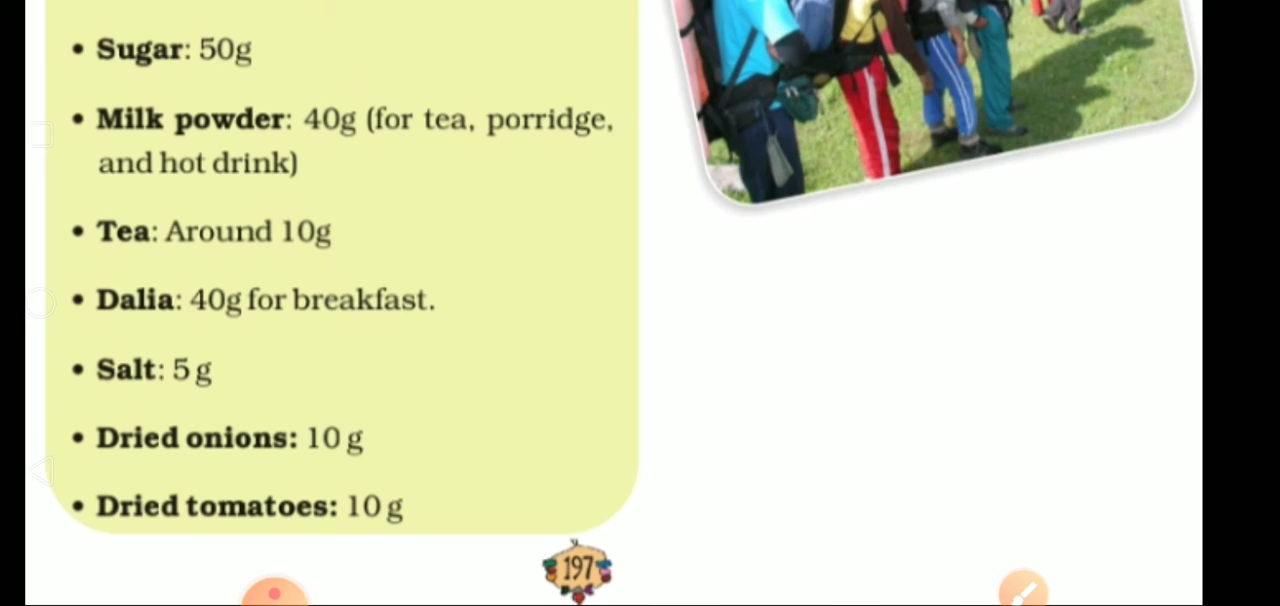 • Sugar: 50g
• Milk powder: 40g (for tea, porridge,
and hot drink)
• Tea: Around 10g
• Dalia: 40g for breakfast.
• Salt: 5 g
• Dried onions: 10 g
• Dried tomatoes: 10 g
197